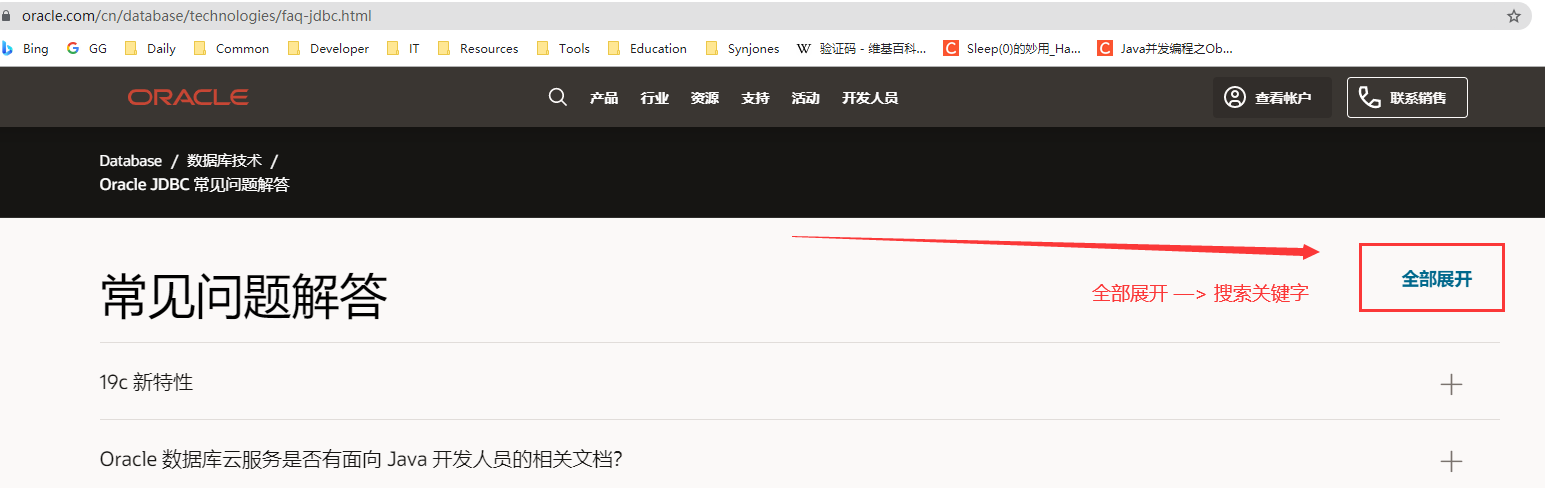 oracle.com/cn/database/technologies/faq-jdbc.html
Bing GG Daily Common Developer IT Resources Tools Education Synjones 验证码 - 维基百科... Sleep(0)的妙用_Ha... Java并发编程之Ob...
ORACLE 产品 行业 资源 支持 活动 开发人员 查看帐户 联系销售
Database / 数据库技术 /
Oracle JDBC 常见问题解答
常见问题解答 全部展开 —> 搜索关键字 全部展开
19c 新特性
Oracle 数据库云服务是否有面向 Java 开发人员的相关文档?